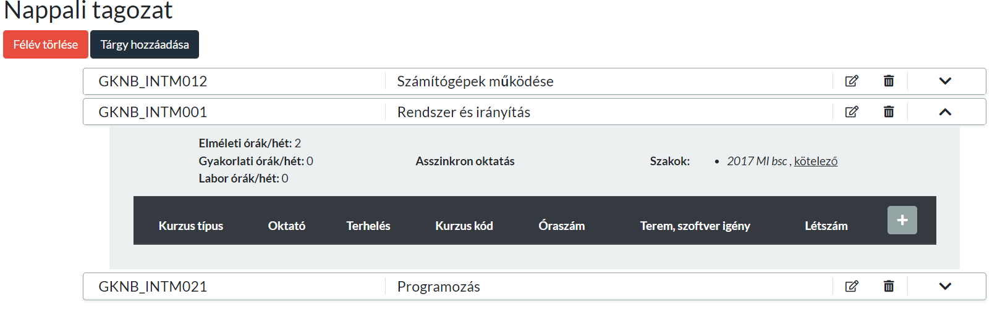 Nappali tagozat
Félév törlése Tárgy hozzáadása
GKNB_INTM012 Számítógépek működése
GKNB_INTM001 Rendszer és irányítás
Elméleti órák/hét: 2
Gyakorlati órák/hét: 0 Asszinkron oktatás Szakok: • 2017 MI bsc , kötelező
Labor órák/hét: 0
Kurzus típus Oktató Terhelés Kurzus kód Óraszám Terem, szoftver igény Létszám +
GKNB_INTM021 Programozás